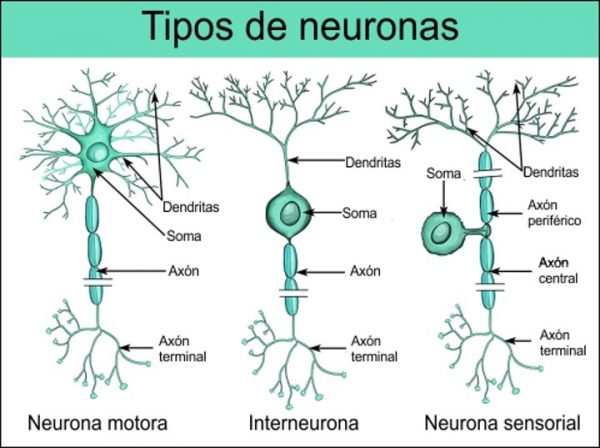 Tipos de neuronas
Dendritas
Soma
Axón
Axón
terminal
Neurona motora
Dendritas
Soma
Axón
Axón
terminal
Interneurona
Soma
Dendritas
Axón
periférico
Axón
central
Axón
terminal
Neurona sensorial